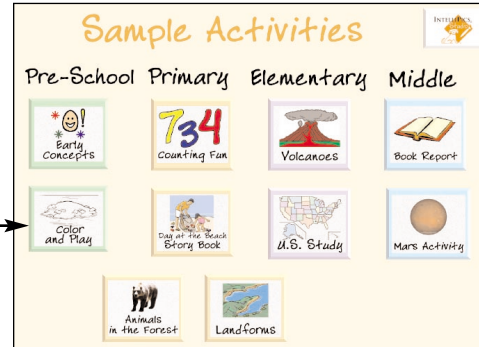 Sample Activities
INTELLIPICS
Pre-School Primary Elementary Middle
Early
Concepts
734
Counting Fun
Volcanoes
Book Report
Color
and Play
Day at the Beach
Story Book
U.S. Study
Mars Activity
Animals
in the Forest
Landforms